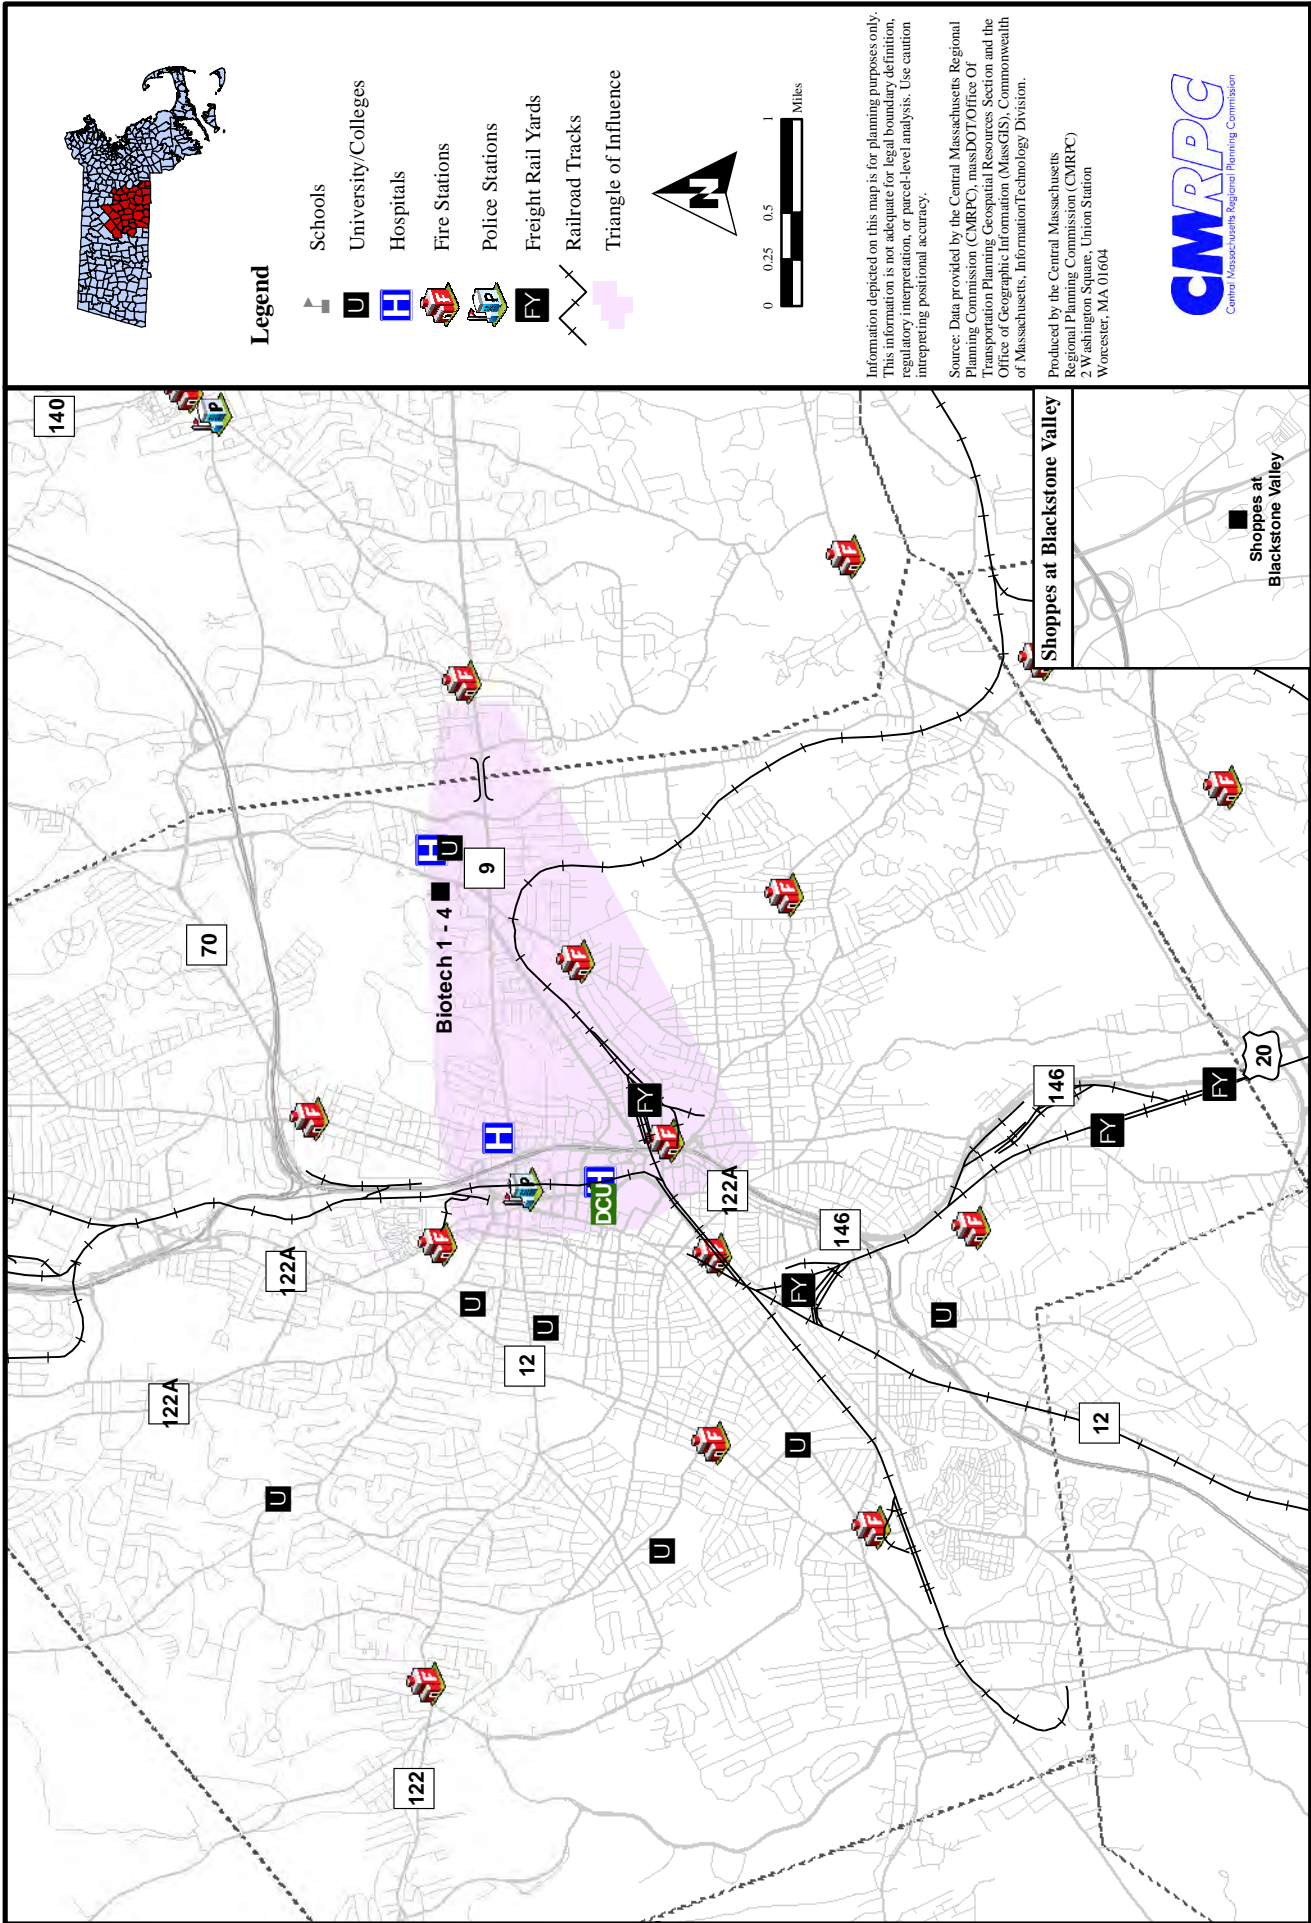 Legend
Schools
U
University/Colleges
H
Hospitals
F
Fire Stations
P
Police Stations
FY
Freight Rail Yards
Railroad Tracks
Triangle of Influence
N
0 0.25 0.5 1
Miles
Information depicted on this map is for planning purposes only.
This information is not adequate for legal boundary definition,
regulatory interpretation, or parcel-level analysis. Use caution
intrepreting positional accuracy.
Source: Data provided by the Central Massachusetts Regional
Planning Commission (CMRPC), massDOT/Office Of
Transportation Planning Geospatial Resources Section and the
Office of Geographic Information (MassGIS), Commonwealth
of Massachusetts, InformationTechnology Division.
Produced by the Central Massachusetts
Regional Planning Commission (CMRPC)
2 Washington Square, Union Station
Worcester, MA 01604
CMRPC
Central Massachusetts Regional Planning Commission
140
F
P
70
F
122A
122A
U
F
122
H
U
9
Biotech 1 - 4
F
H
P
F
U
U
12
H
DCU
F
FY
F
122A
F
F
U
U
F
F
F
146
FY
F
U
F
146
FY
FY
20
12
F
F
Shoppes at Blackstone Valley
Shoppes at
Blackstone Valley